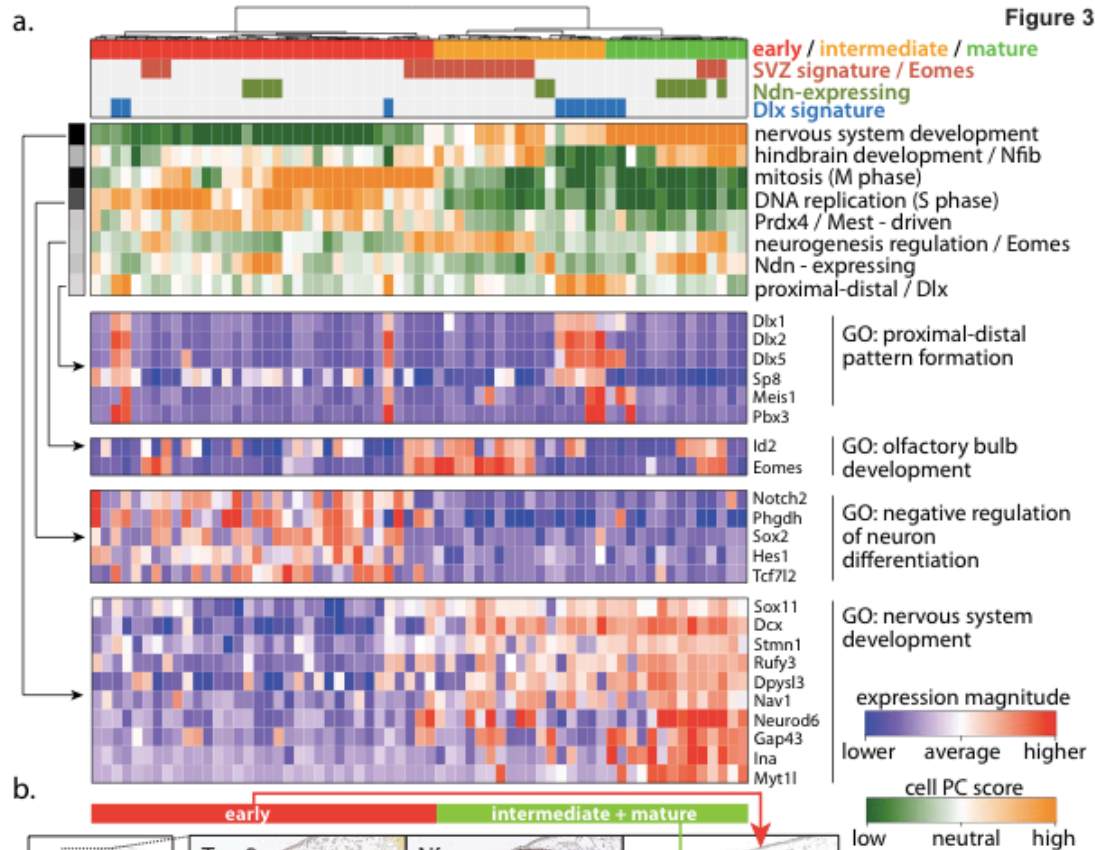 a.
Figure 3
early / intermediate / mature
SVZ signature / Eomes
Ndn-expressing
Dlx signature
nervous system development
hindbrain development / Nfib
mitosis (M phase)
DNA replication (S phase)
Prdx4 / Mest - driven
neurogenesis regulation / Eomes
Ndn - expressing
proximal-distal / Dlx
Dlx1
Dlx2
Dlx5
Sp8
Meis1
Pbx3
GO: proximal-distal
pattern formation
Id2
Eomes
GO: olfactory bulb
development
Notch2
Phgdh
Sox2
Hes1
Tcf7l2
GO: negative regulation
of neuron
differentiation
Sox11
Dcx
Stmn1
Rufy3
Dpysl3
Nav1
Neurod6
Gap43
Ina
Myt1l
GO: nervous system
development
expression magnitude
lower average higher
cell PC score
low neutral high
b.
early
intermediate + mature